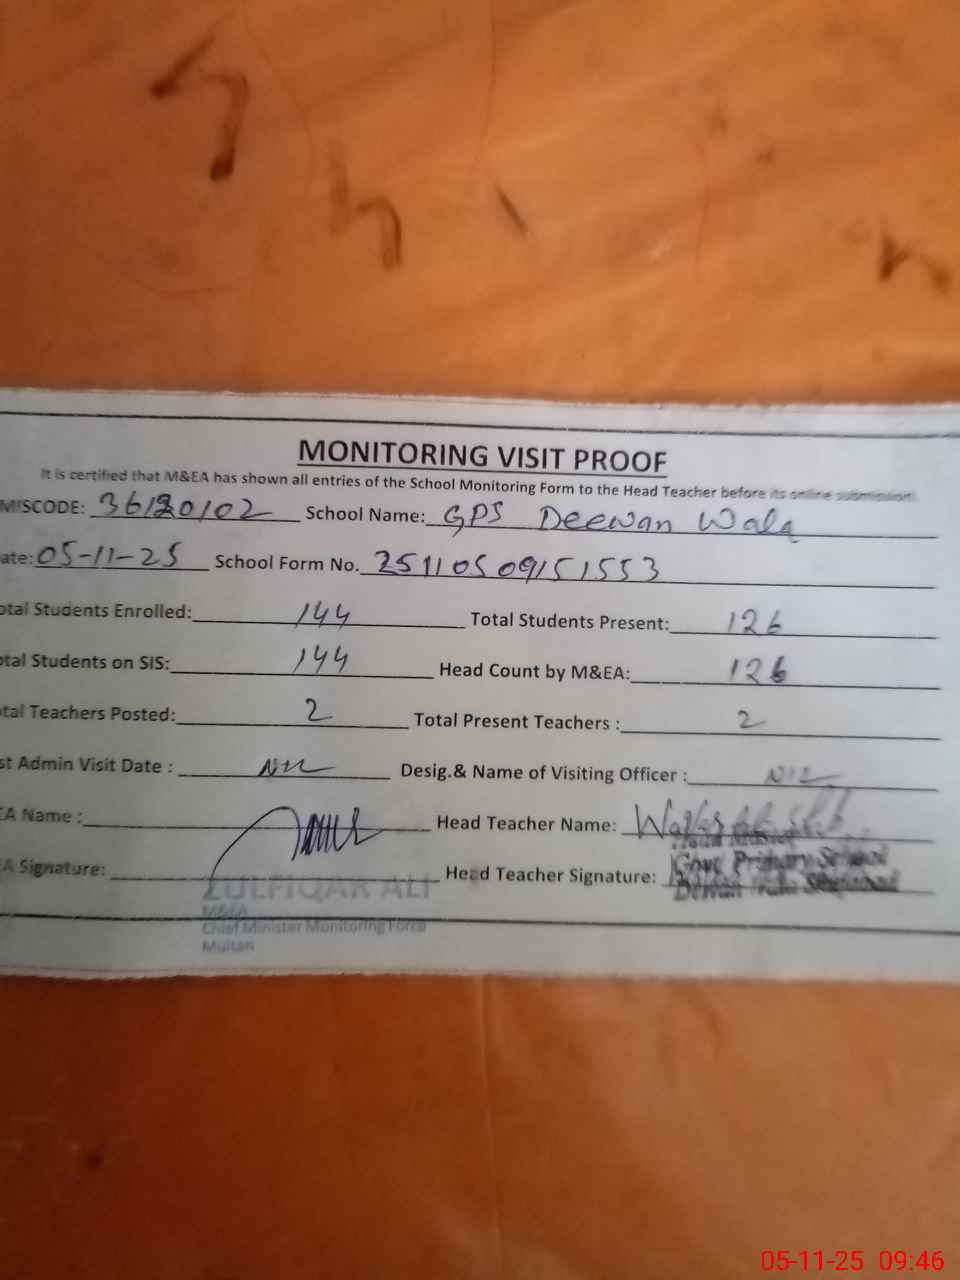 MONITORING VISIT PROOF
It is certified that M&EA has shown all entries of the School Monitoring Form to the Head Teacher before its online submission.
MISCODE: 36120102 School Name: GPS Deewan Wala
ate: 05-11-25 School Form No. 25110509151553
otal Students Enrolled: 144 Total Students Present: 126
otal Students on SIS: 144 Head Count by M&EA: 126
otal Teachers Posted: 2 Total Present Teachers : 2
st Admin Visit Date : NIL Desig.& Name of Visiting Officer : NIL
EA Name : Head Teacher Name:
EA Signature: Head Teacher Signature:
Govt Primary School
ZULFIQAR ALI
M&EA
Chief Minister Monitoring Force
Multan
05-11-25 09:46